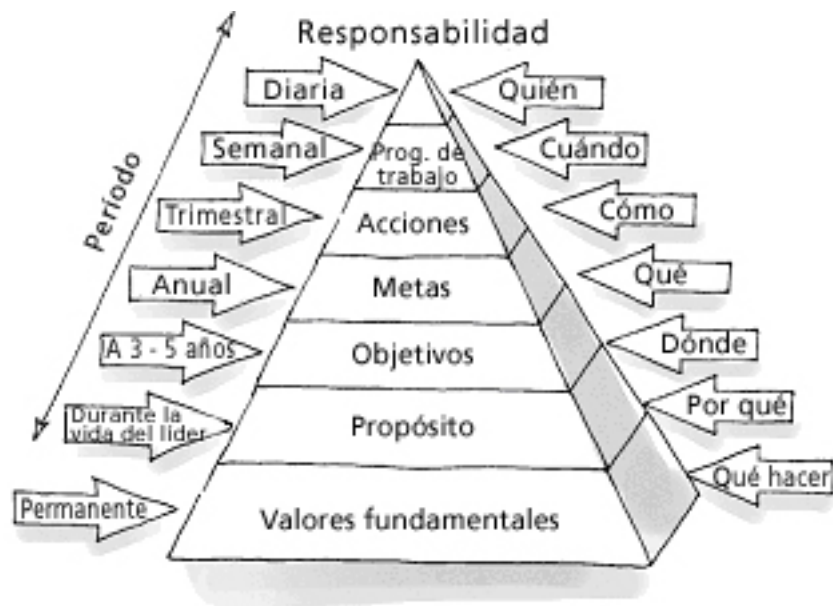 Responsabilidad
Diaria
Quién
Semanal
Prog. de
trabajo
Cuándo
Período
Trimestral
Acciones
Cómo
Anual
Metas
Qué
A 3 - 5 años
Objetivos
Dónde
Durante la
vida del líder
Propósito
Por qué
Permanente
Valores fundamentales
Qué hacer